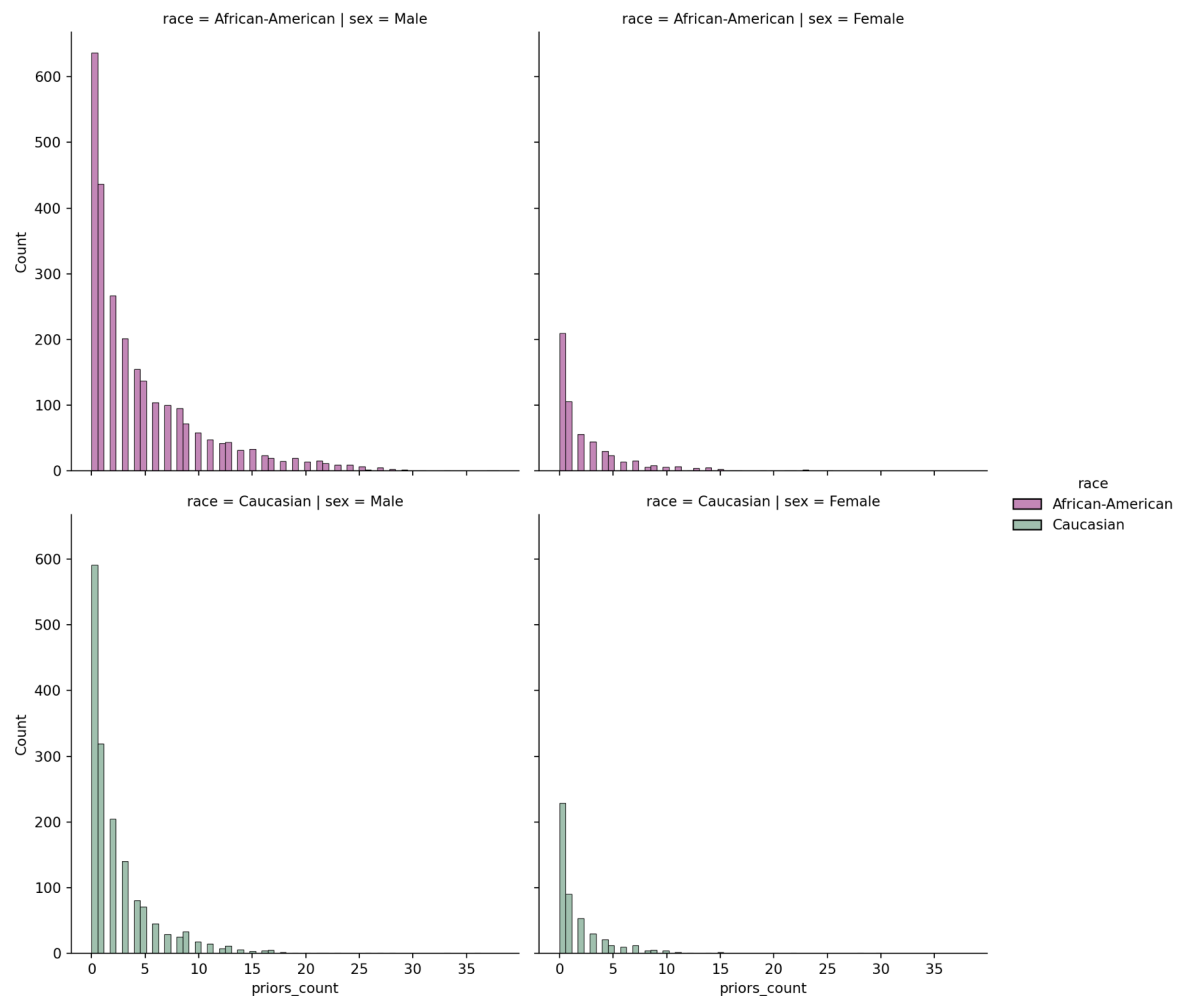 race = African-American | sex = Male
race = African-American | sex = Female
600
500
400
300
200
100
0
Count
race = Caucasian | sex = Male
race = Caucasian | sex = Female
600
500
400
300
200
100
0
Count
0 5 10 15 20 25 30 35
0 5 10 15 20 25 30 35
priors_count
priors_count
race
African-American
Caucasian